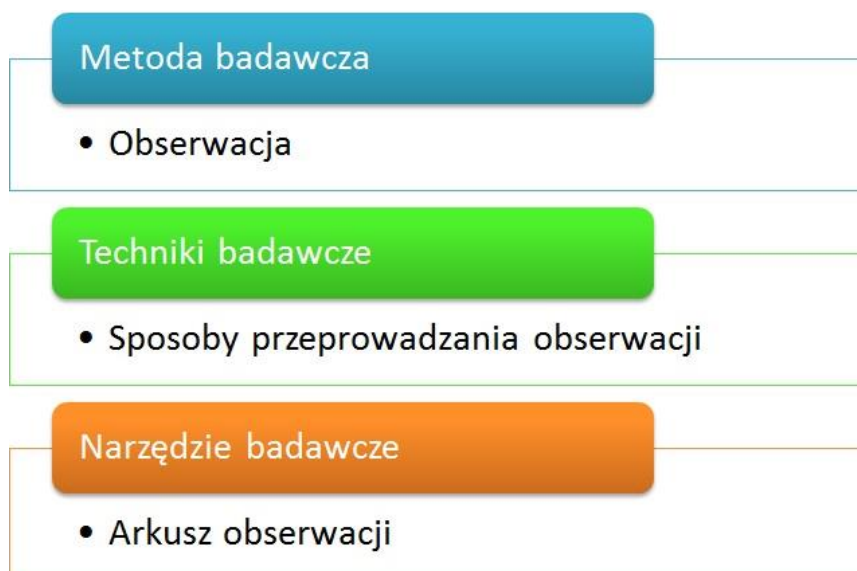 Metoda badawcza
• Obserwacja
Techniki badawcze
• Sposoby przeprowadzania obserwacji
Narzędzie badawcze
• Arkusz obserwacji